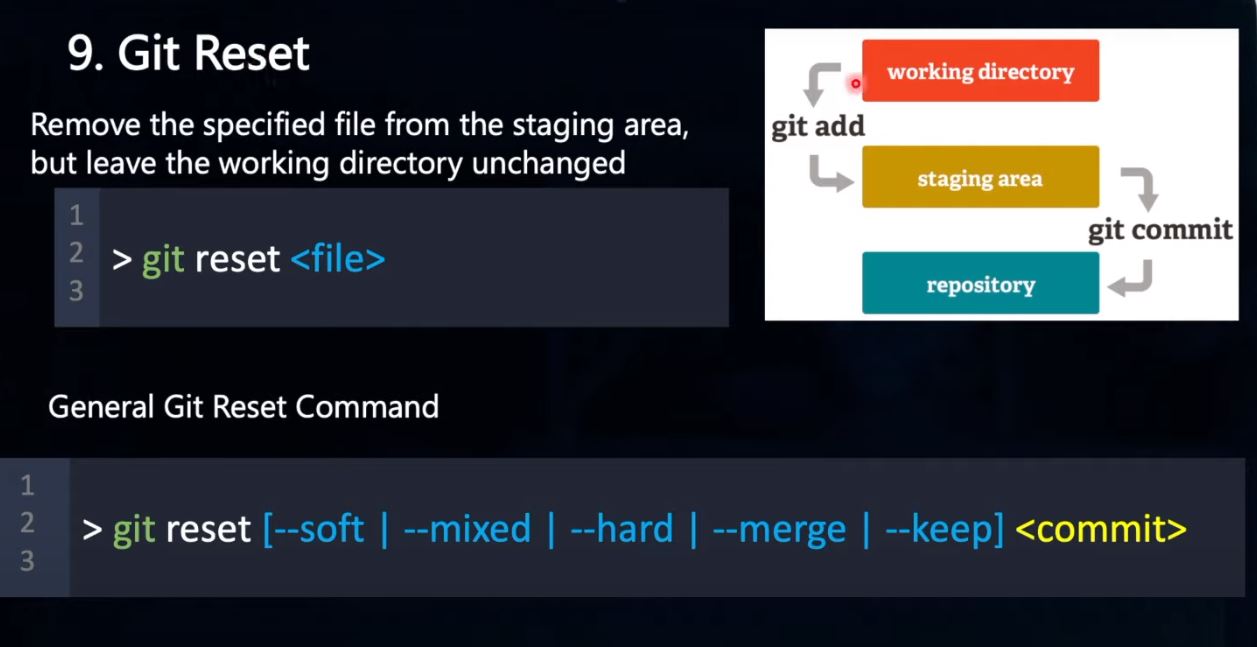 9. Git Reset
Remove the specified file from the staging area,
but leave the working directory unchanged
1
2
3
> git reset <file>
working directory
git add
staging area
git commit
repository
General Git Reset Command
1
2
3
> git reset [--soft | --mixed | --hard | --merge | --keep] <commit>